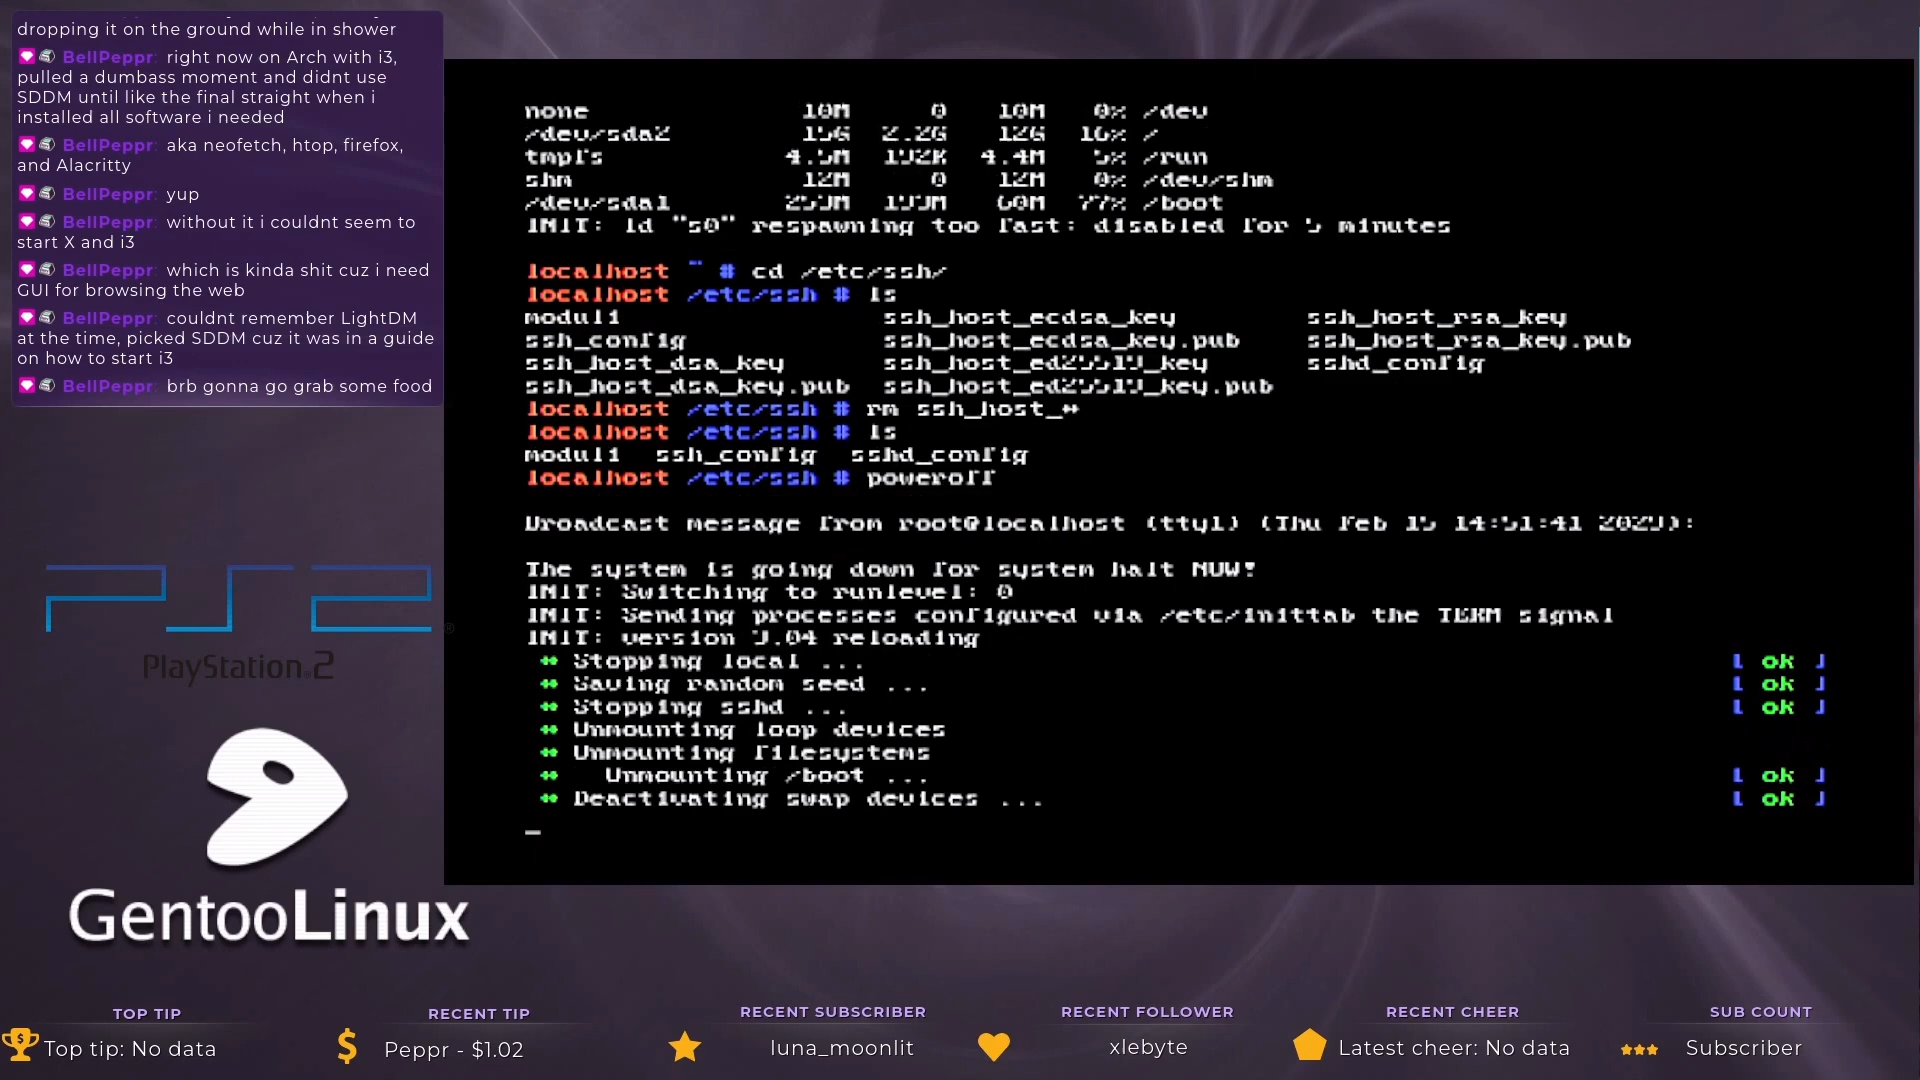 dropping it on the ground while in shower
BellPeppr: right now on Arch with i3,
pulled a dumbass moment and didnt use
SDDM until like the final straight when i
installed all software i needed
BellPeppr: aka neofetch, htop, firefox,
and Alacritty
BellPeppr: yup
BellPeppr: without it i couldnt seem to
start X and i3
BellPeppr: which is kinda shit cuz i need
GUI for browsing the web
BellPeppr: couldnt remember LightDM
at the time, picked SDDM cuz it was in a guide
on how to start i3
BellPeppr: brb gonna go grab some food
none 10M 0 10M 0% /dev
/dev/sda2 15G 2.2G 12G 16% /
tmpfs 4.5M 192K 4.4M 5% /run
shm 12M 0 12M 0% /dev/shm
/dev/sda1 259M 199M 60M 77% /boot
INIT: Id "s0" respawning too fast: disabled for 5 minutes
localhost ~ # cd /etc/ssh/
localhost /etc/ssh # ls
moduli ssh_host_ecdsa_key ssh_host_rsa_key
ssh_config ssh_host_ecdsa_key.pub ssh_host_rsa_key.pub
ssh_host_dsa_key ssh_host_ed25519_key sshd_config
ssh_host_dsa_key.pub ssh_host_ed25519_key.pub
localhost /etc/ssh # rm ssh_host_*
localhost /etc/ssh # ls
moduli ssh_config sshd_config
localhost /etc/ssh # poweroff
Broadcast message from root@localhost (tty1) (Thu Feb 15 14:51:41 2029):
The system is going down for system halt NOW!
INIT: Switching to runlevel: 0
INIT: Sending processes configured via /etc/inittab the TERM signal
INIT: version 3.04 reloading
* Stopping local ... [ ok ]
* Saving random seed ... [ ok ]
* Stopping sshd ... [ ok ]
* Unmounting loop devices
* Unmounting filesystems
* Unmounting /boot ... [ ok ]
* Deactivating swap devices ... [ ok ]
_
PS2 ®
PlayStation.2
GentooLinux
TOP TIP
Top tip: No data
RECENT TIP
Peppr - $1.02
RECENT SUBSCRIBER
luna_moonlit
RECENT FOLLOWER
xlebyte
RECENT CHEER
Latest cheer: No data
SUB COUNT
Subscriber